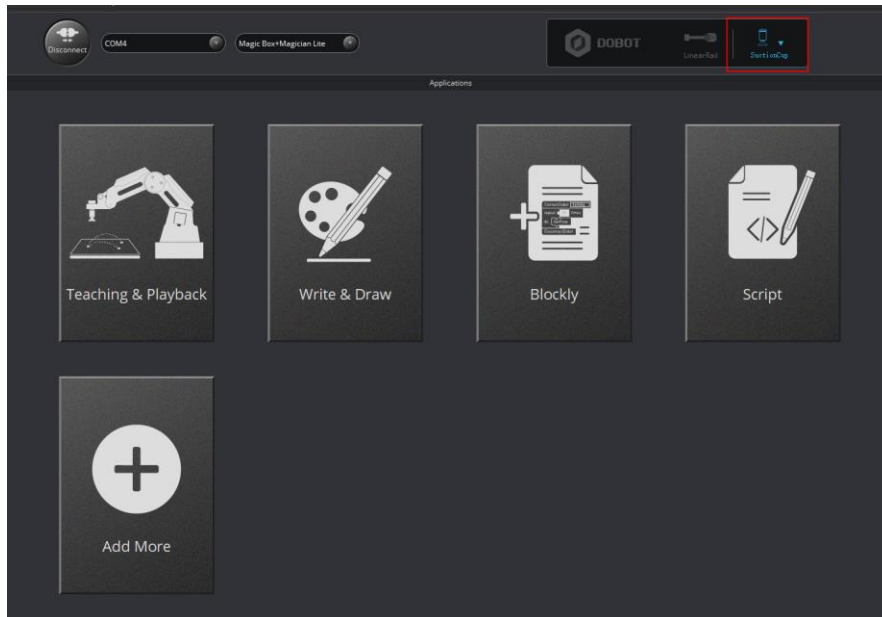 Disconnect
COM4
Magic Box+Magician Lite
DOBOT
LinearRail
SuctionCup
Applications
Teaching & Playback
Write & Draw
Blockly
Script
Add More